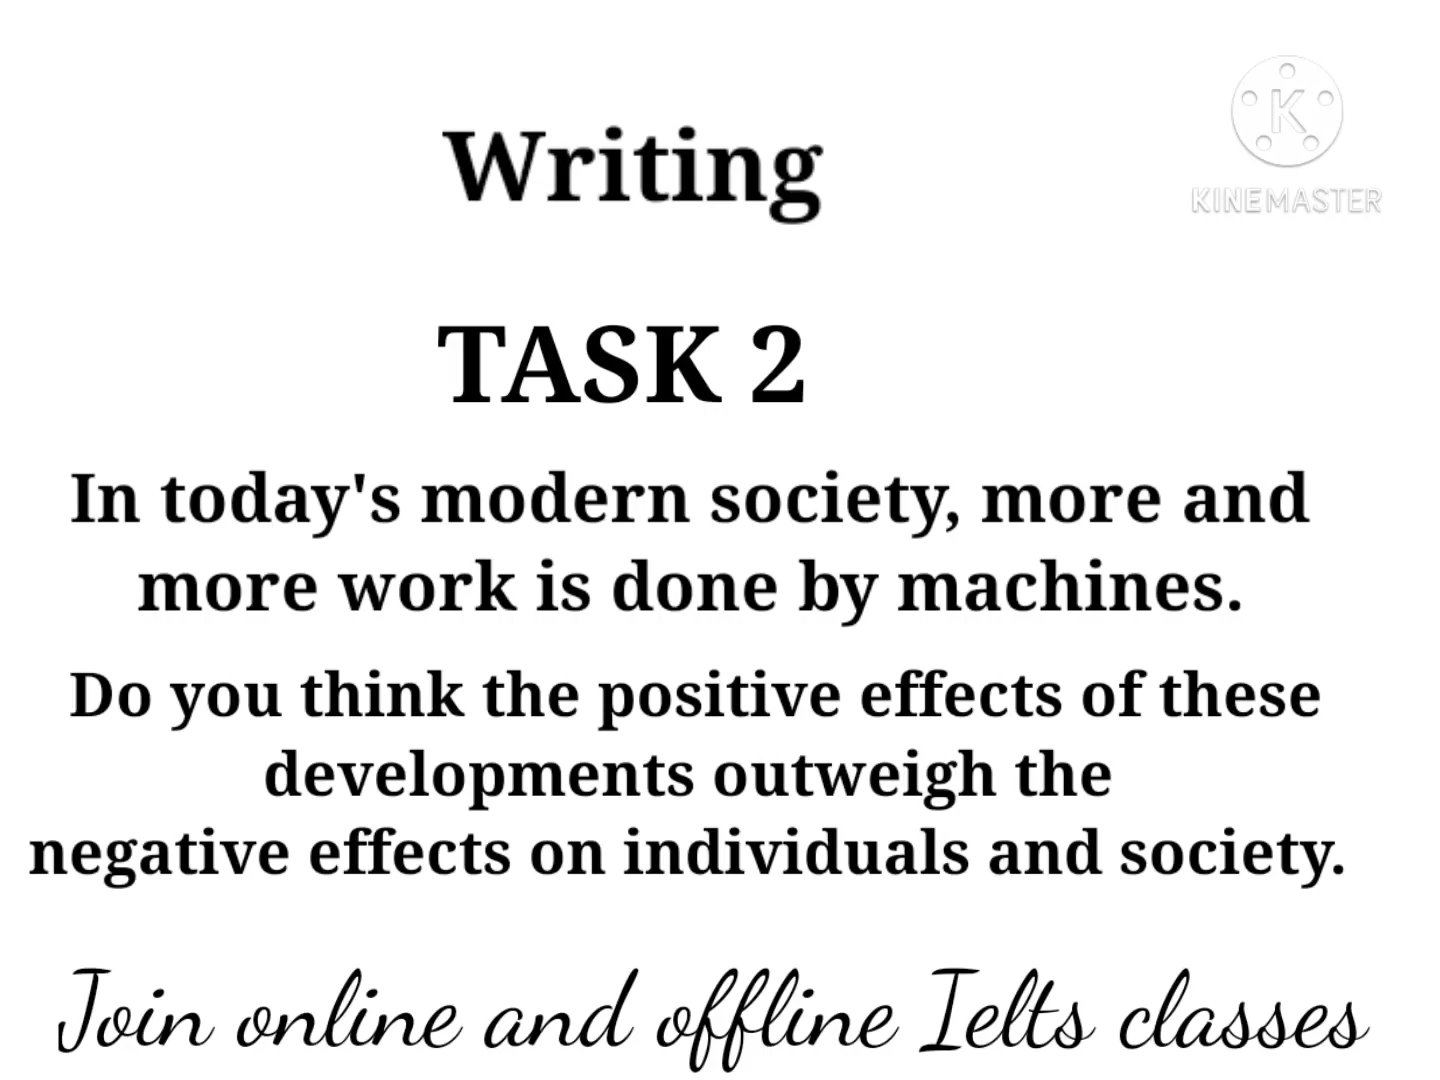 KINEMASTER
Writing
TASK 2
In today's modern society, more and
more work is done by machines.
Do you think the positive effects of these
developments outweigh the
negative effects on individuals and society.
Join online and offline Ielts classes